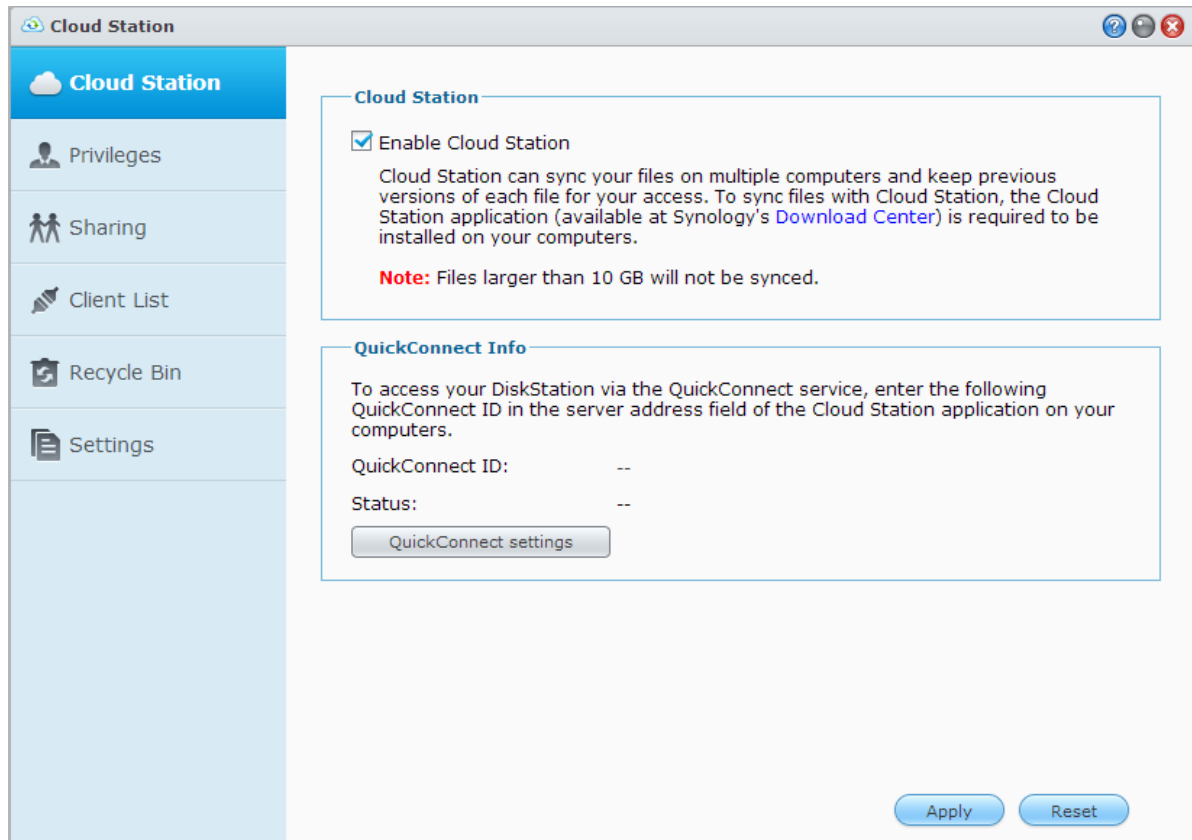 Cloud Station
Cloud Station
Privileges
Sharing
Client List
Recycle Bin
Settings
Cloud Station
Enable Cloud Station
Cloud Station can sync your files on multiple computers and keep previous
versions of each file for your access. To sync files with Cloud Station, the Cloud
Station application (available at Synology's Download Center) is required to be
installed on your computers.
Note: Files larger than 10 GB will not be synced.
QuickConnect Info
To access your DiskStation via the QuickConnect service, enter the following
QuickConnect ID in the server address field of the Cloud Station application on your
computers.
QuickConnect ID: --
Status: --
QuickConnect settings
Apply Reset